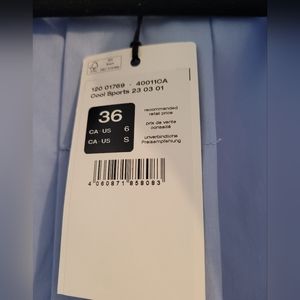 120 01769 - 40011CA
Cool Sports 23 03 01
36
CA·US 6
CA·US S
recommended
retail price
prix de vente
conseillé
unverbindliche
Preisempfehlung
4 060871 858083